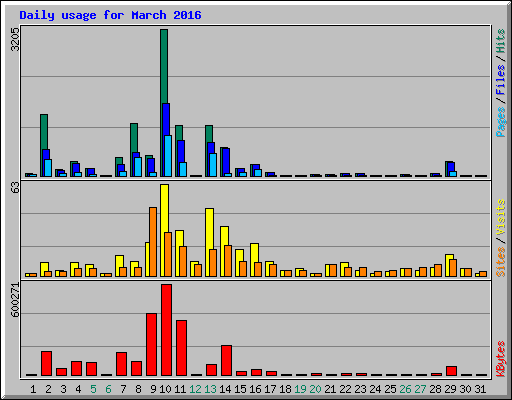 Daily usage for March 2016
3205
Pages / Files / Hits
63
Sites / Visits
600271
KBytes
1 2 3 4 5 6 7 8 9 10 11 12 13 14 15 16 17 18 19 20 21 22 23 24 25 26 27 28 29 30 31